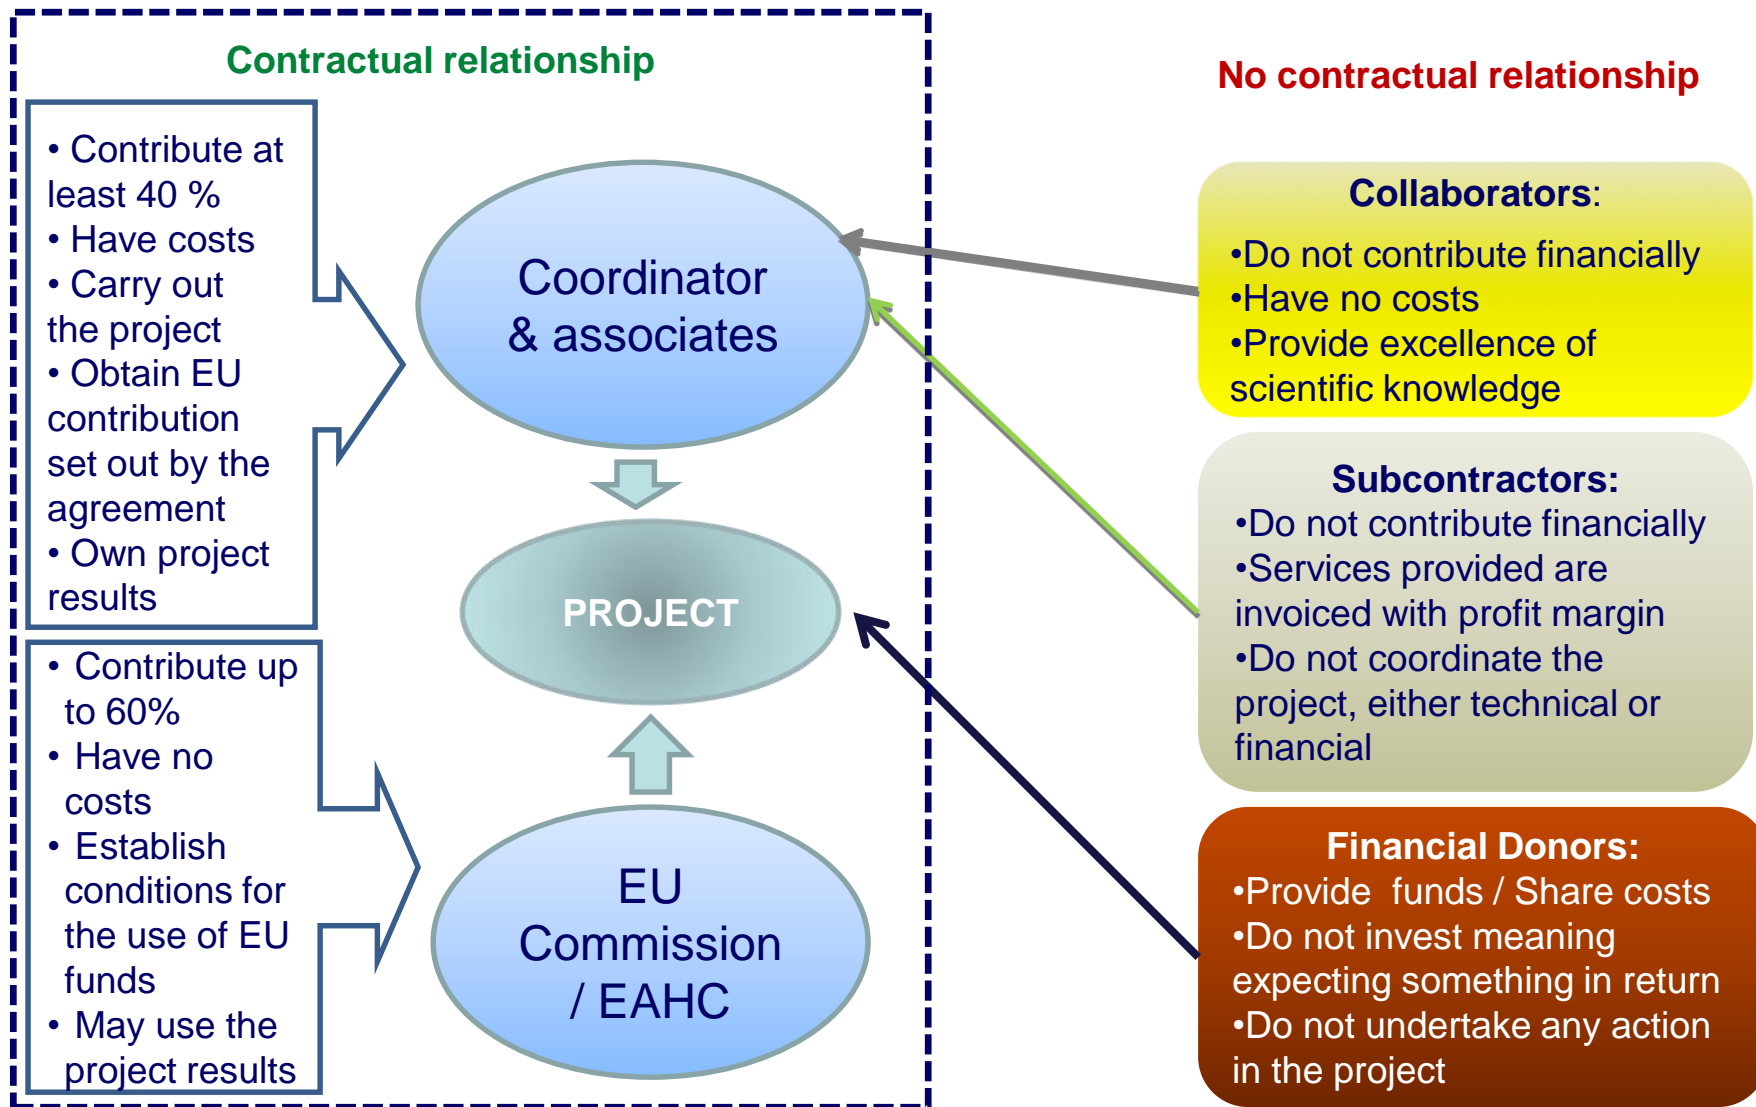 Contractual relationship
• Contribute at
least 40 %
• Have costs
• Carry out
the project
• Obtain EU
contribution
set out by the
agreement
• Own project
results
• Contribute up
to 60%
• Have no
costs
• Establish
conditions for
the use of EU
funds
• May use the
project results
Coordinator
& associates
PROJECT
EU
Commission
/ EAHC
No contractual relationship
Collaborators:
•Do not contribute financially
•Have no costs
•Provide excellence of
scientific knowledge
Subcontractors:
•Do not contribute financially
•Services provided are
invoiced with profit margin
•Do not coordinate the
project, either technical or
financial
Financial Donors:
•Provide  funds / Share costs
•Do not invest meaning
expecting something in return
•Do not undertake any action
in the project